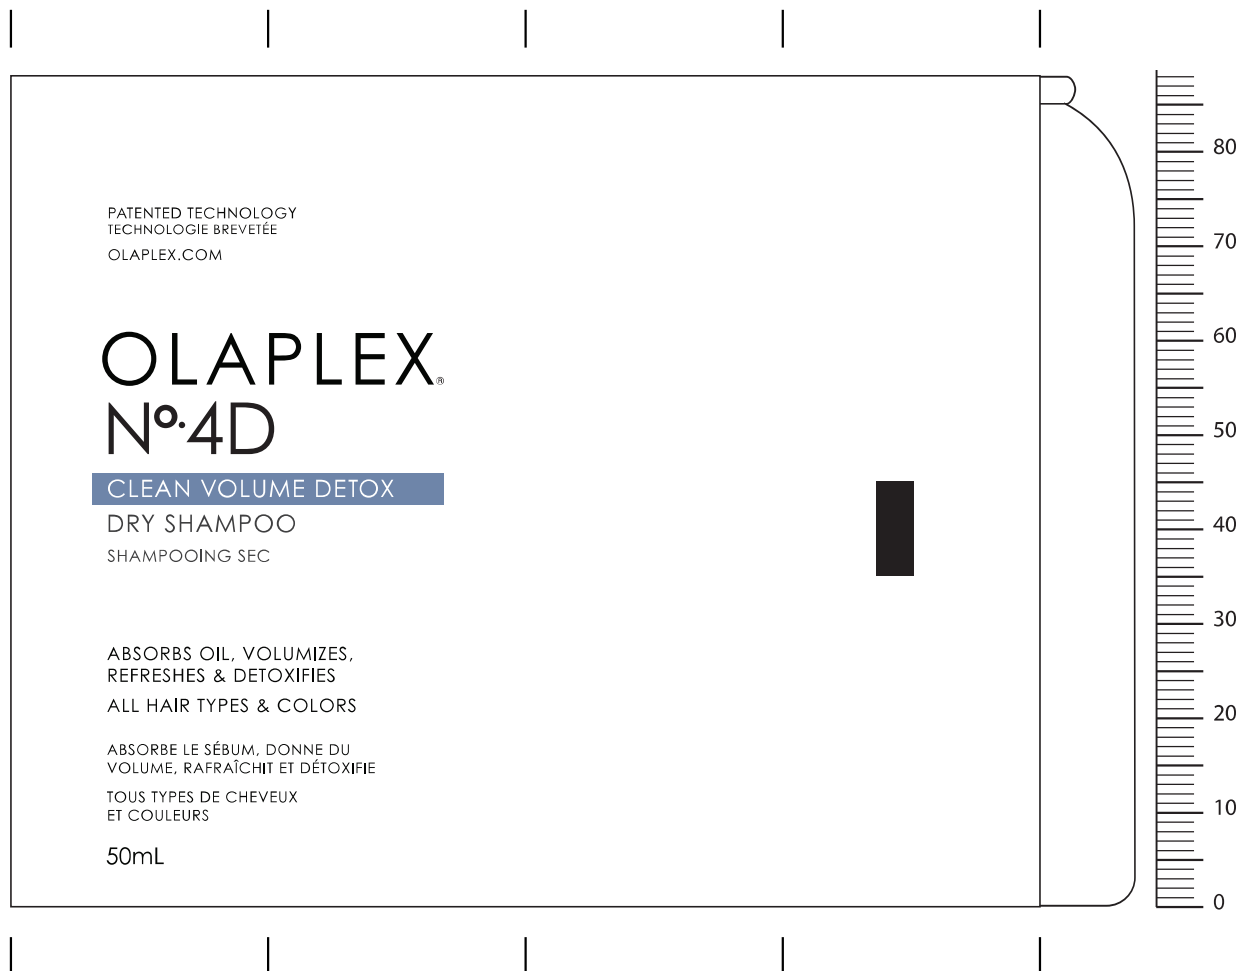 PATENTED TECHNOLOGY
TECHNOLOGIE BREVETÉE
OLAPLEX.COM
OLAPLEX®
Nº.4D
CLEAN VOLUME DETOX
DRY SHAMPOO
SHAMPOOING SEC
ABSORBS OIL, VOLUMIZES,
REFRESHES & DETOXIFIES
ALL HAIR TYPES & COLORS
ABSORBE LE SÉBUM, DONNE DU
VOLUME, RAFRAÎCHIT ET DÉTOXIFIE
TOUS TYPES DE CHEVEUX
ET COULEURS
50mL
80
70
60
50
40
30
20
10
0